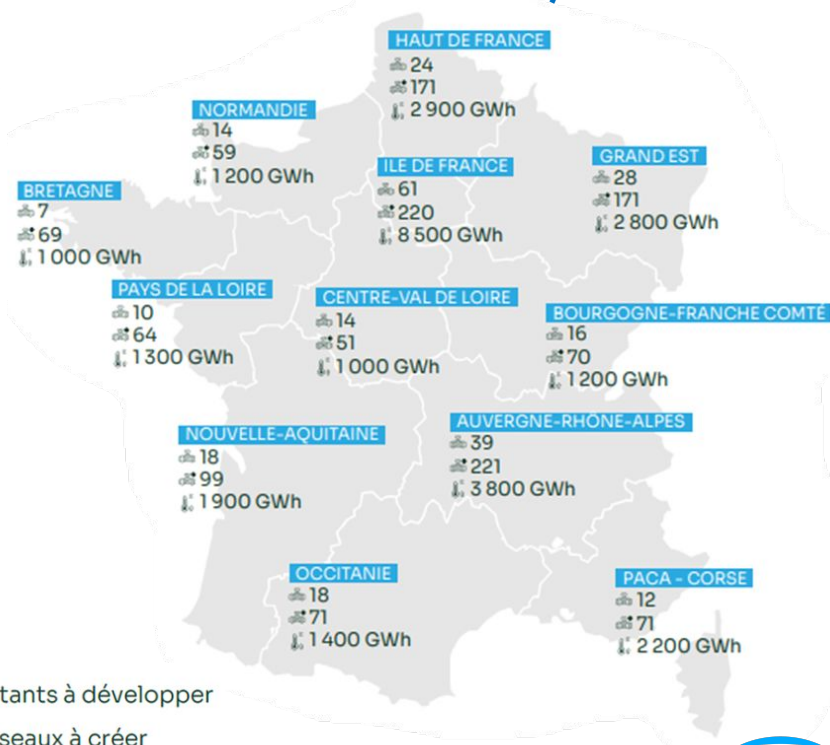 HAUT DE FRANCE
24
171
2 900 GWh
NORMANDIE
14
59
1 200 GWh
ILE DE FRANCE
61
220
8 500 GWh
GRAND EST
28
171
2 800 GWh
BRETAGNE
7
69
1 000 GWh
PAYS DE LA LOIRE
10
64
1 300 GWh
CENTRE-VAL DE LOIRE
14
51
1 000 GWh
BOURGOGNE-FRANCHE COMTÉ
16
70
1 200 GWh
NOUVELLE-AQUITAINE
18
99
1 900 GWh
AUVERGNE-RHÔNE-ALPES
39
221
3 800 GWh
OCCITANIE
18
71
1 400 GWh
PACA - CORSE
12
71
2 200 GWh
tants à développer
seaux à créer